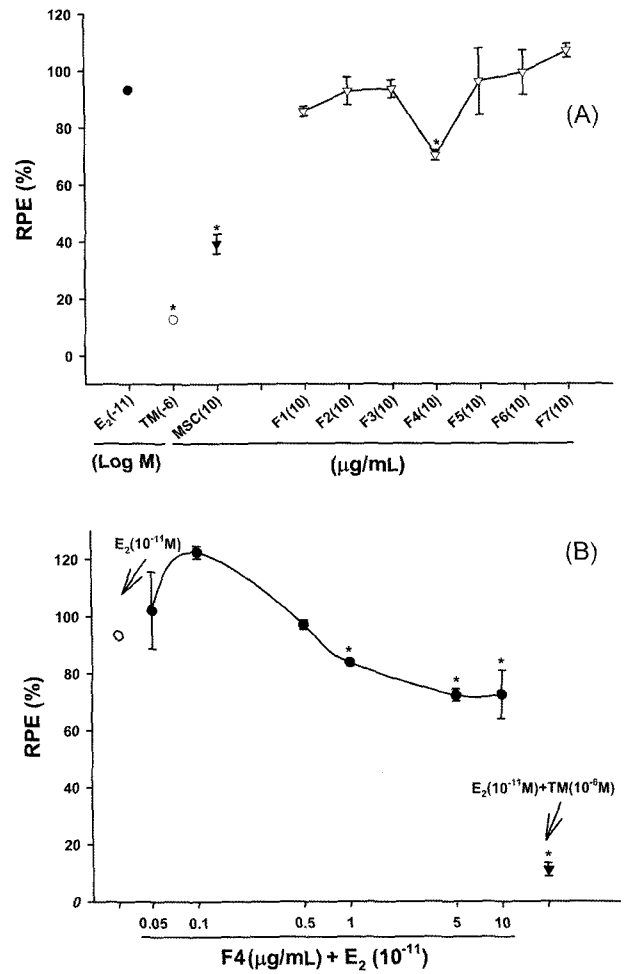 120
100
80
60
40
20
0
RPE (%)
(A)
*
*
*
E₂(-11)
TM(-6)
MSC(10)
F1(10)
F2(10)
F3(10)
F4(10)
F5(10)
F6(10)
F7(10)
(Log M)
(µg/mL)
120
100
80
60
40
20
0
RPE (%)
(B)
E₂(10⁻¹¹M)
*
*
*
E₂(10⁻¹¹M)+TM(10⁻⁶M)
*
0.05
0.1
0.5
1
5
10
F4(µg/mL) + E₂ (10⁻¹¹)